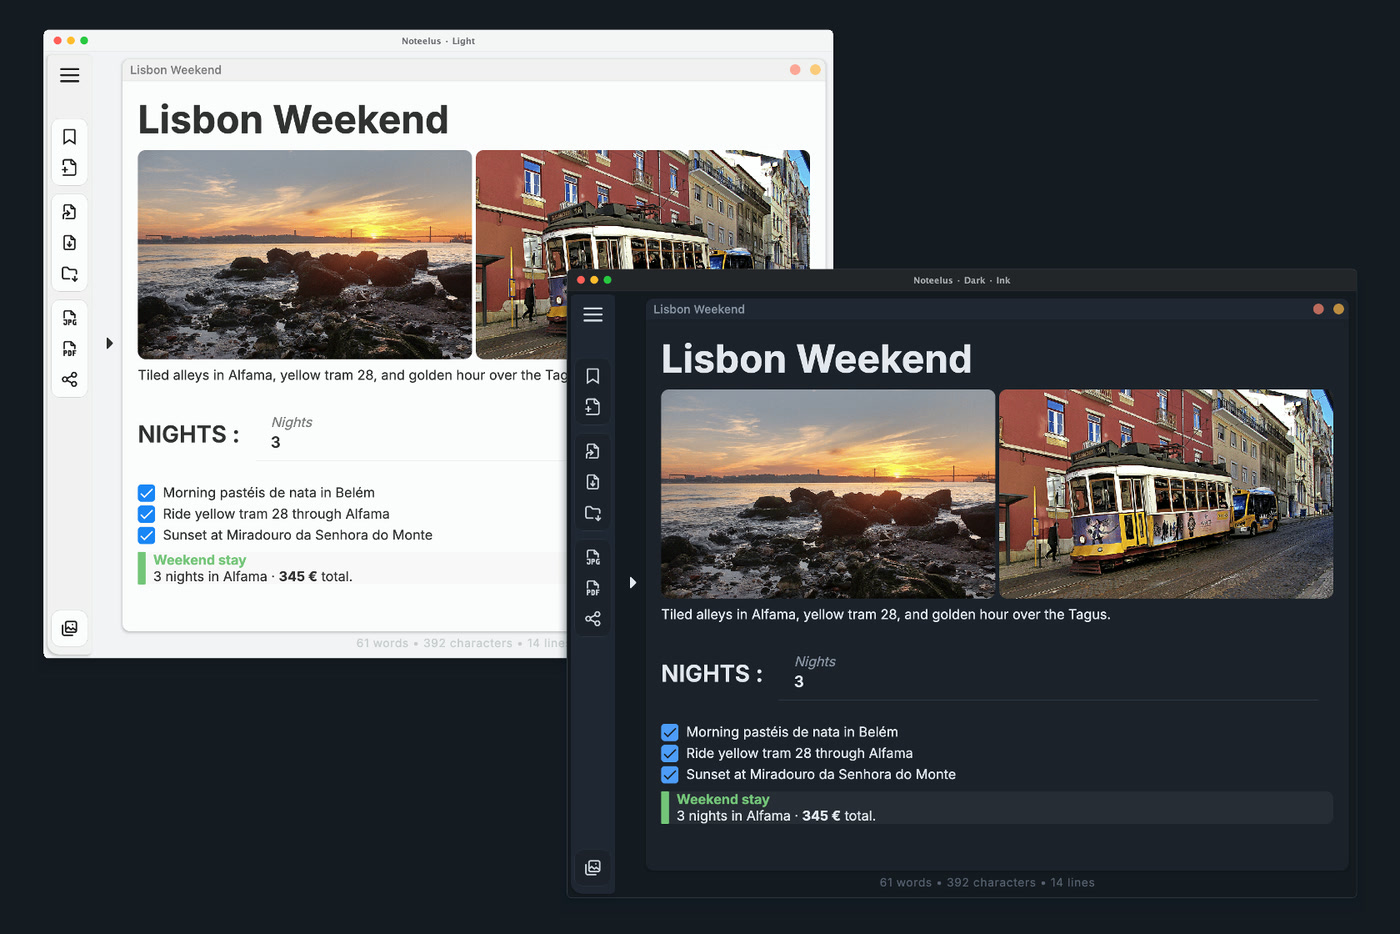 Noteelus · Light
Lisbon Weekend
Lisbon Weekend
Tiled alleys in Alfama, yellow tram 28, and golden hour over the Tag
NIGHTS :
Nights
3
Morning pastéis de nata in Belém
Ride yellow tram 28 through Alfama
Sunset at Miradouro da Senhora do Monte
Weekend stay
3 nights in Alfama · 345 € total.
61 words • 392 characters • 14 line
JPG
PDF
Noteelus · Dark · Ink
Lisbon Weekend
Lisbon Weekend
Tiled alleys in Alfama, yellow tram 28, and golden hour over the Tagus.
NIGHTS :
Nights
3
Morning pastéis de nata in Belém
Ride yellow tram 28 through Alfama
Sunset at Miradouro da Senhora do Monte
Weekend stay
3 nights in Alfama · 345 € total.
61 words • 392 characters • 14 lines
JPG
PDF